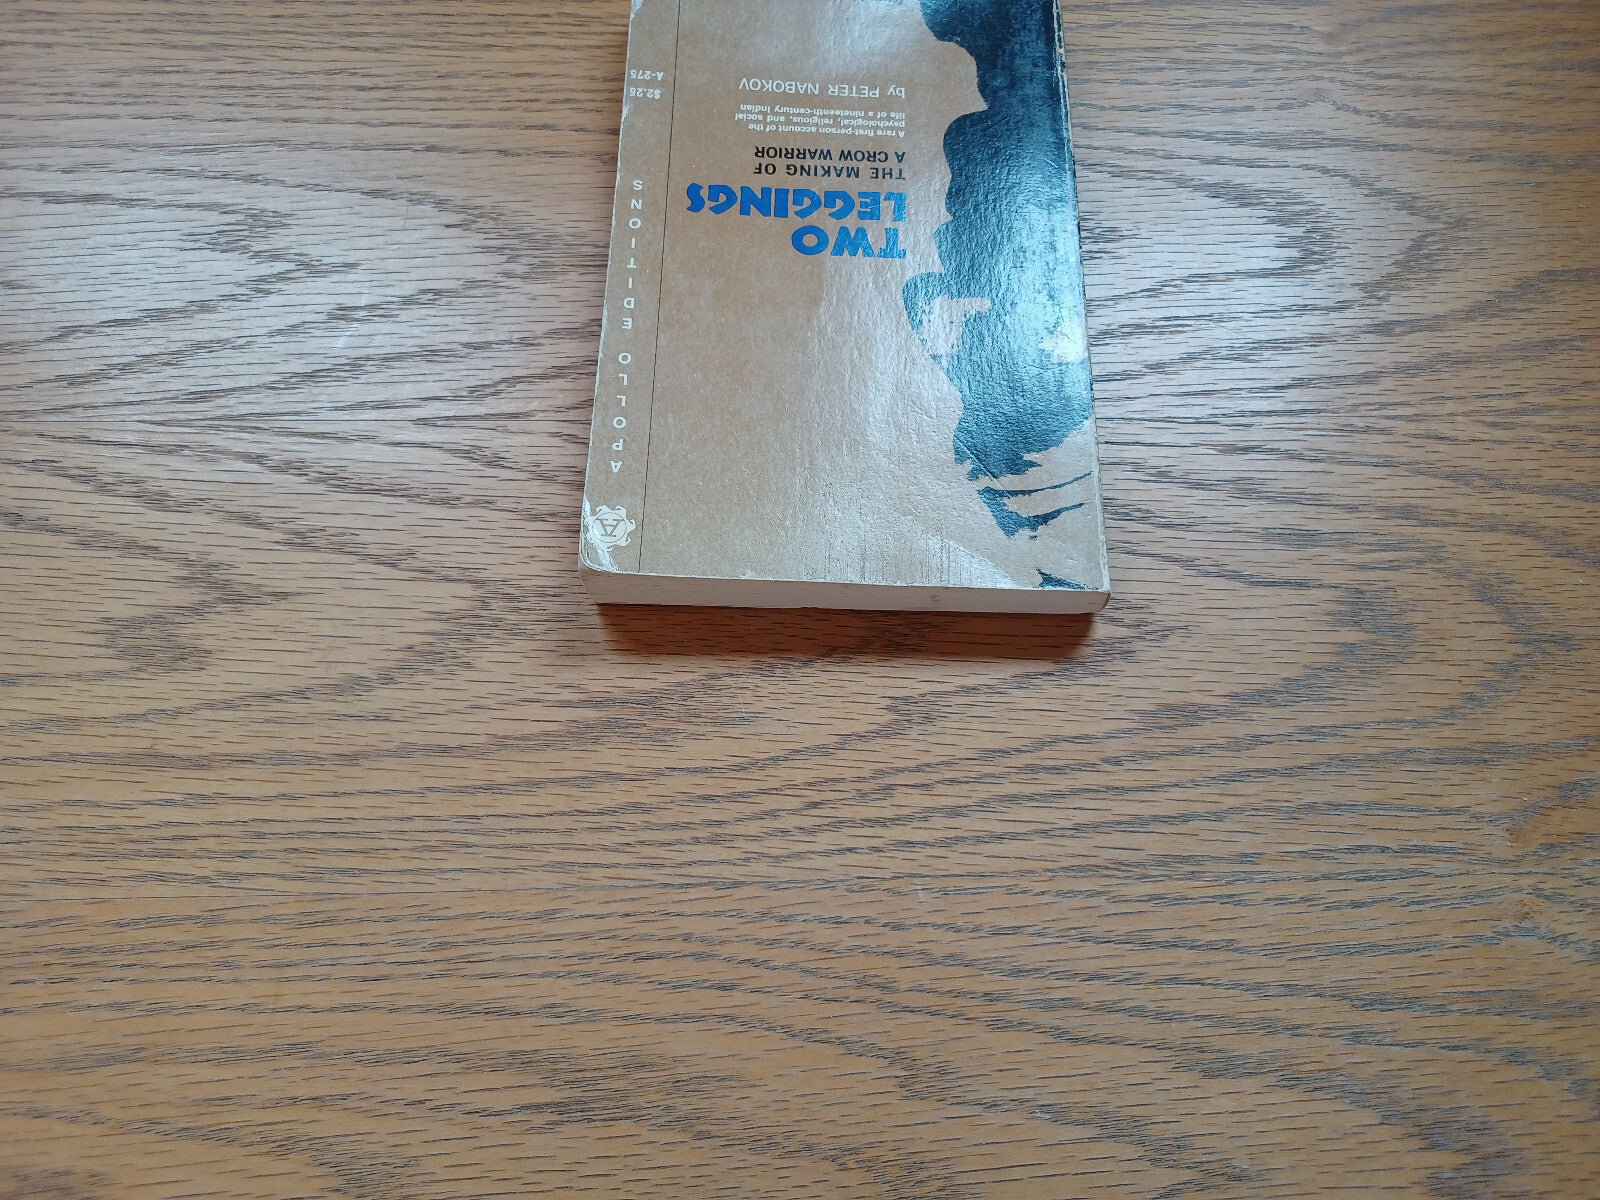 A
APOLLO EDITIONS
$2.25
A-275
TWO
LEGGINGS
THE MAKING OF
A CROW WARRIOR
A rare first-person account of the
psychological, religious, and social
life of a nineteenth-century Indian
by PETER NABOKOV